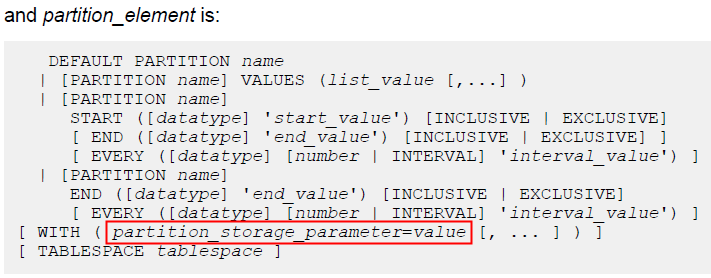 and partition_element is:
DEFAULT PARTITION name
| [PARTITION name] VALUES (list_value [,...] )
| [PARTITION name]
START ([datatype] 'start_value') [INCLUSIVE | EXCLUSIVE]
[ END ([datatype] 'end_value') [INCLUSIVE | EXCLUSIVE] ]
[ EVERY ([datatype] [number | INTERVAL] 'interval_value') ]
| [PARTITION name]
END ([datatype] 'end_value') [INCLUSIVE | EXCLUSIVE]
[ EVERY ([datatype] [number | INTERVAL] 'interval_value') ]
[ WITH ( partition_storage_parameter=value [, ... ] ) ]
[ TABLESPACE tablespace ]